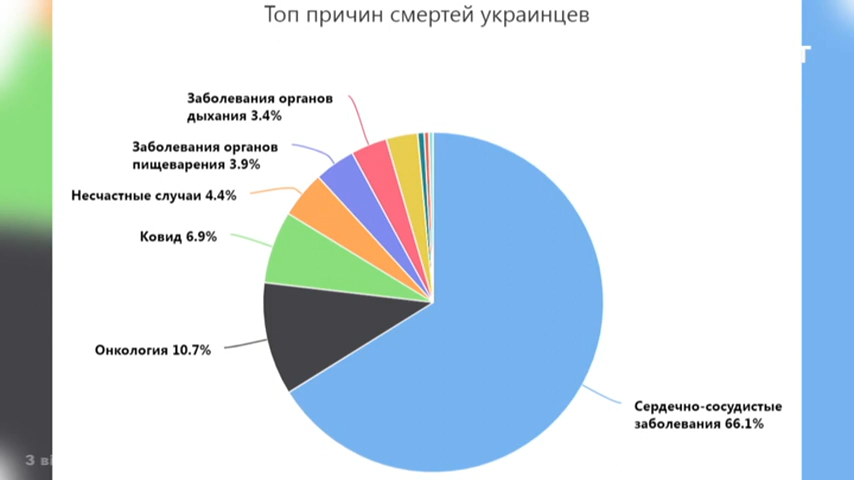 Топ причин смертей украинцев
Заболевания органов
дыхания 3.4%
Заболевания органов
пищеварения 3.9%
Несчастные случаи 4.4%
Ковид 6.9%
Онкология 10.7%
Сердечно-сосудистые
заболевания 66.1%